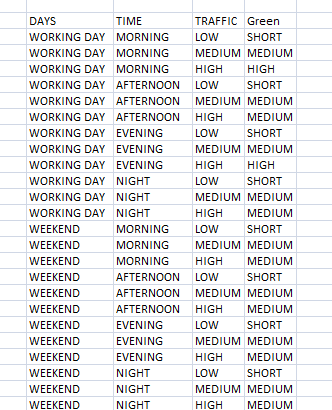 DAYS TIME TRAFFIC Green
WORKING DAY MORNING LOW SHORT
WORKING DAY MORNING MEDIUM MEDIUM
WORKING DAY MORNING HIGH HIGH
WORKING DAY AFTERNOON LOW SHORT
WORKING DAY AFTERNOON MEDIUM MEDIUM
WORKING DAY AFTERNOON HIGH MEDIUM
WORKING DAY EVENING LOW SHORT
WORKING DAY EVENING MEDIUM MEDIUM
WORKING DAY EVENING HIGH HIGH
WORKING DAY NIGHT LOW SHORT
WORKING DAY NIGHT MEDIUM MEDIUM
WORKING DAY NIGHT HIGH MEDIUM
WEEKEND MORNING LOW SHORT
WEEKEND MORNING MEDIUM MEDIUM
WEEKEND MORNING HIGH MEDIUM
WEEKEND AFTERNOON LOW SHORT
WEEKEND AFTERNOON MEDIUM MEDIUM
WEEKEND AFTERNOON HIGH MEDIUM
WEEKEND EVENING LOW SHORT
WEEKEND EVENING MEDIUM MEDIUM
WEEKEND EVENING HIGH MEDIUM
WEEKEND NIGHT LOW SHORT
WEEKEND NIGHT MEDIUM MEDIUM
WEEKEND NIGHT HIGH MEDIUM